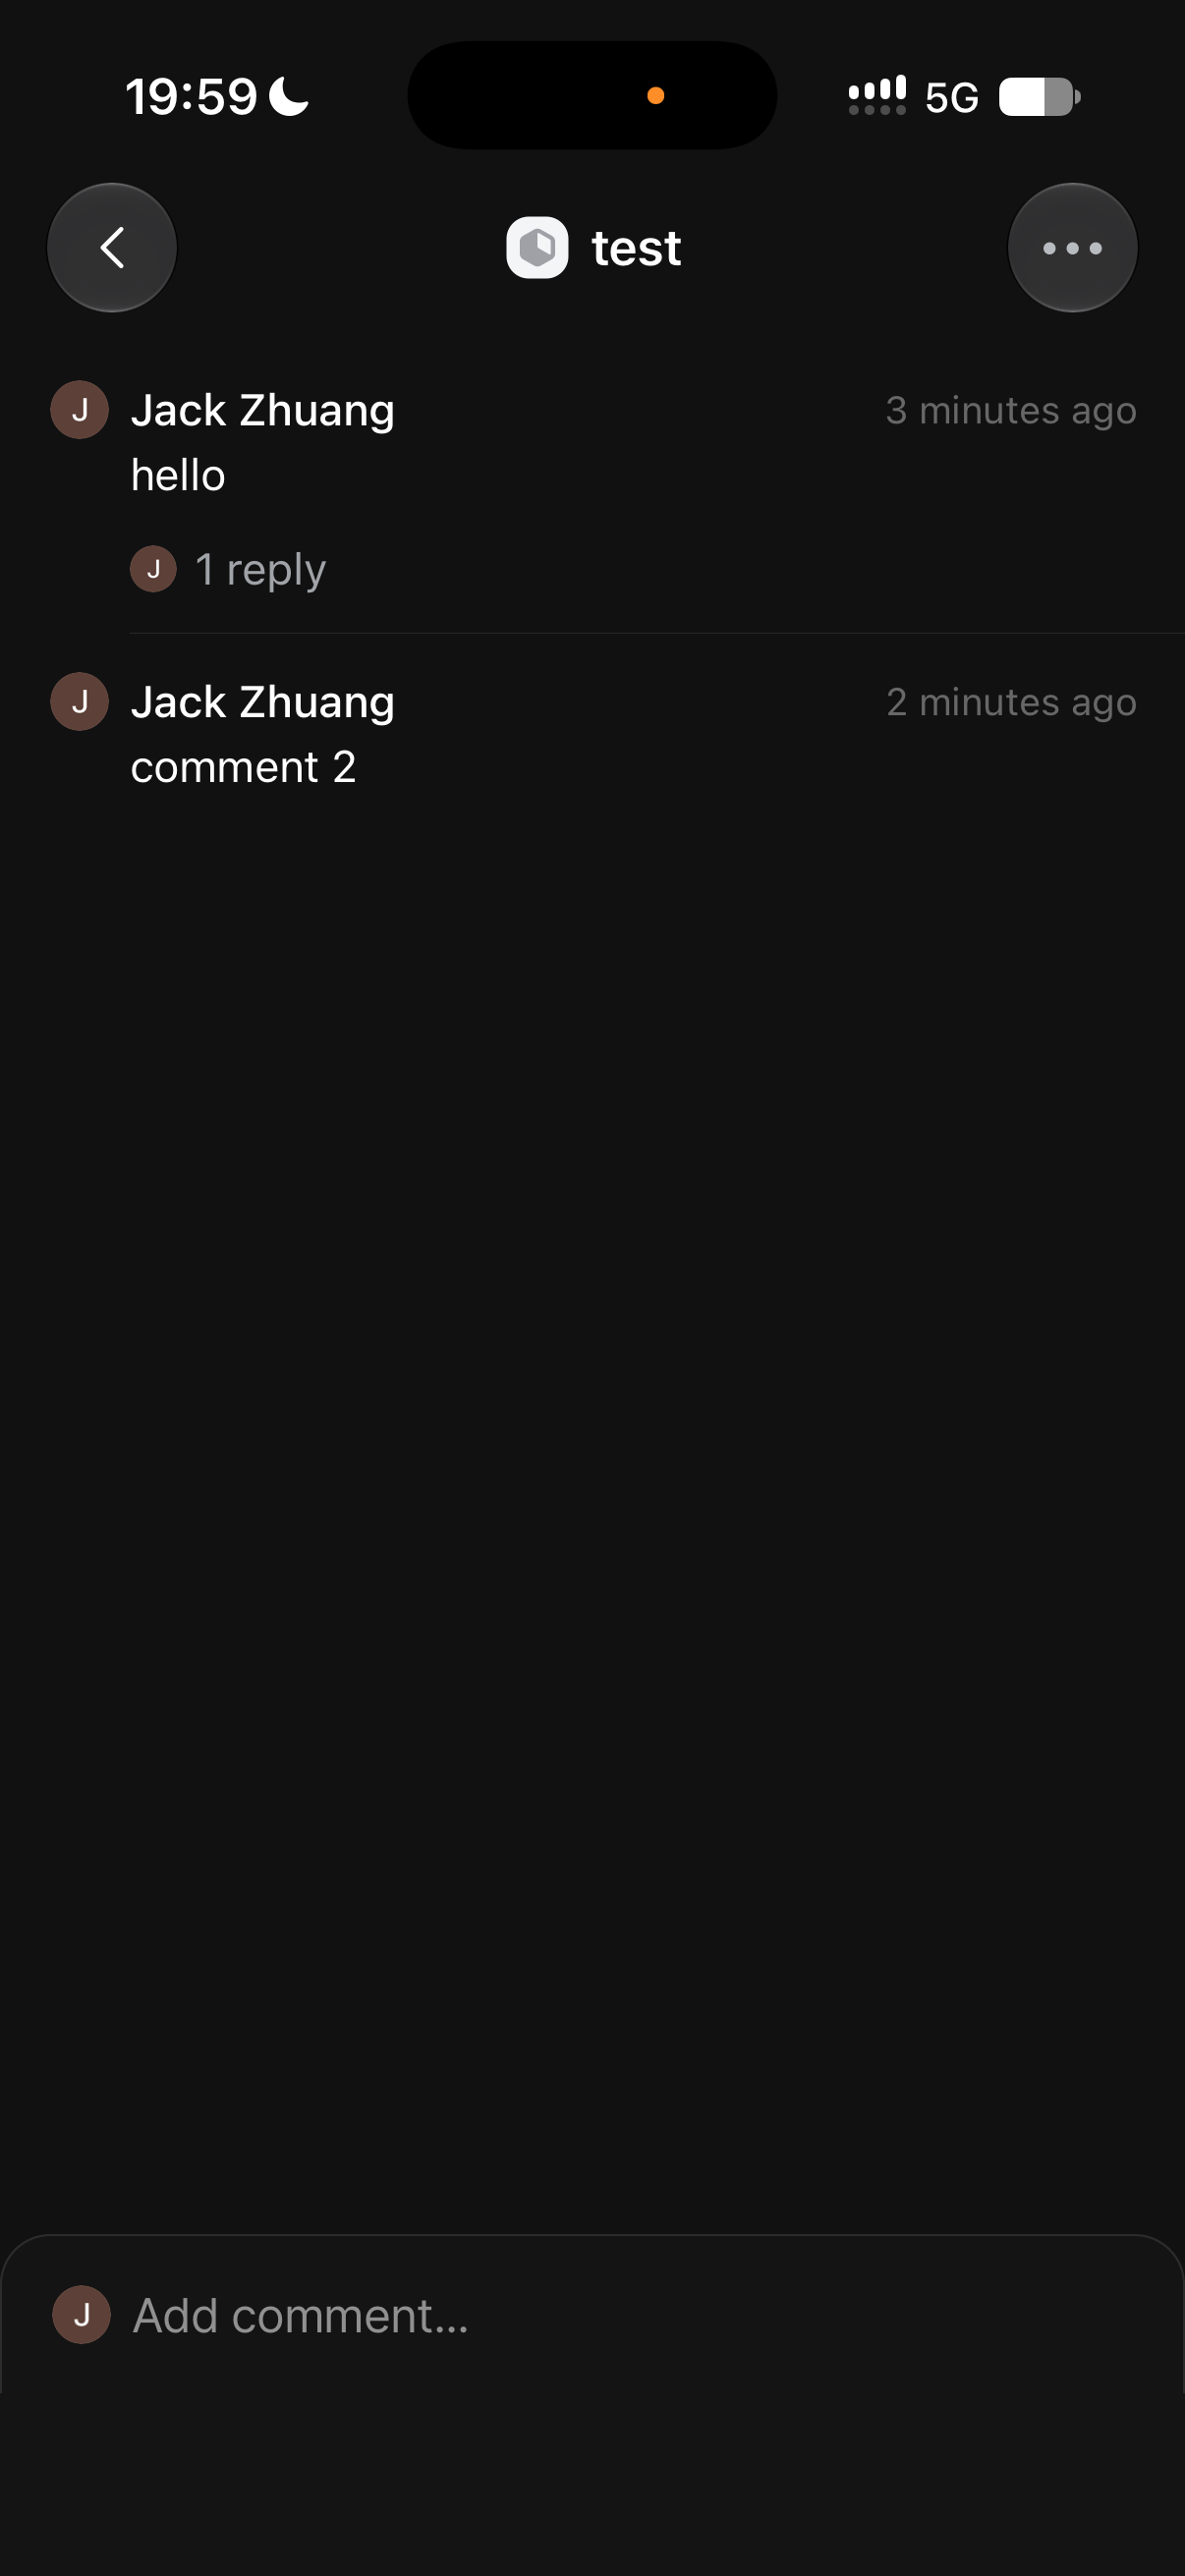 19:59
5G
test
J Jack Zhuang 3 minutes ago
hello
J 1 reply
J Jack Zhuang 2 minutes ago
comment 2
J Add comment...